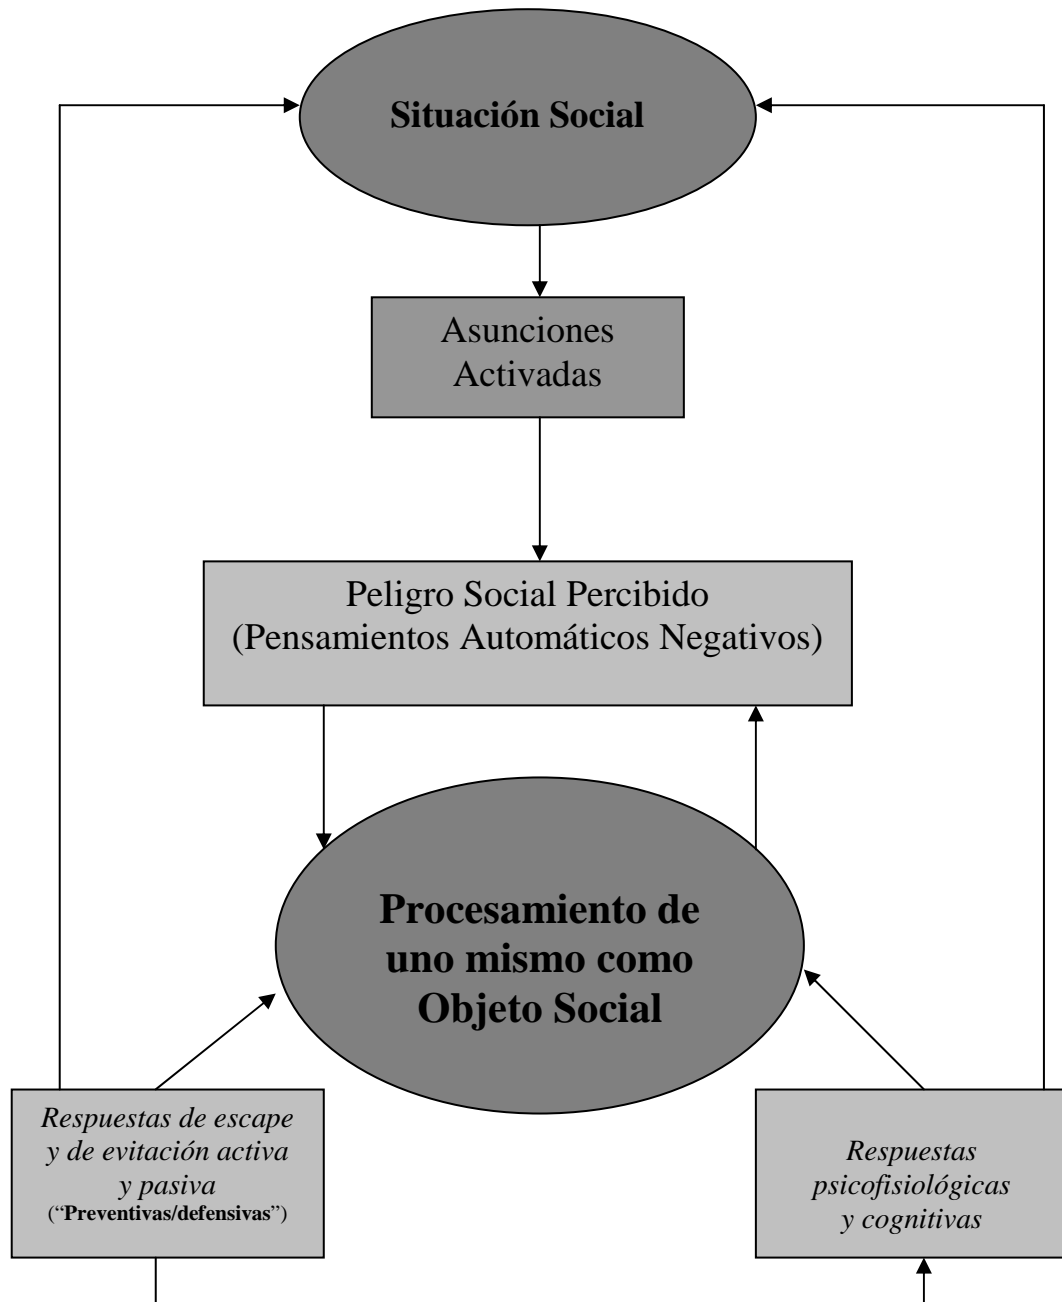 Situación Social
Asunciones
Activadas
Peligro Social Percibido
(Pensamientos Automáticos Negativos)
Procesamiento de
uno mismo como
Objeto Social
Respuestas de escape
y de evitación activa
y pasiva
(“Preventivas/defensivas”)
Respuestas
psicofisiológicas
y cognitivas